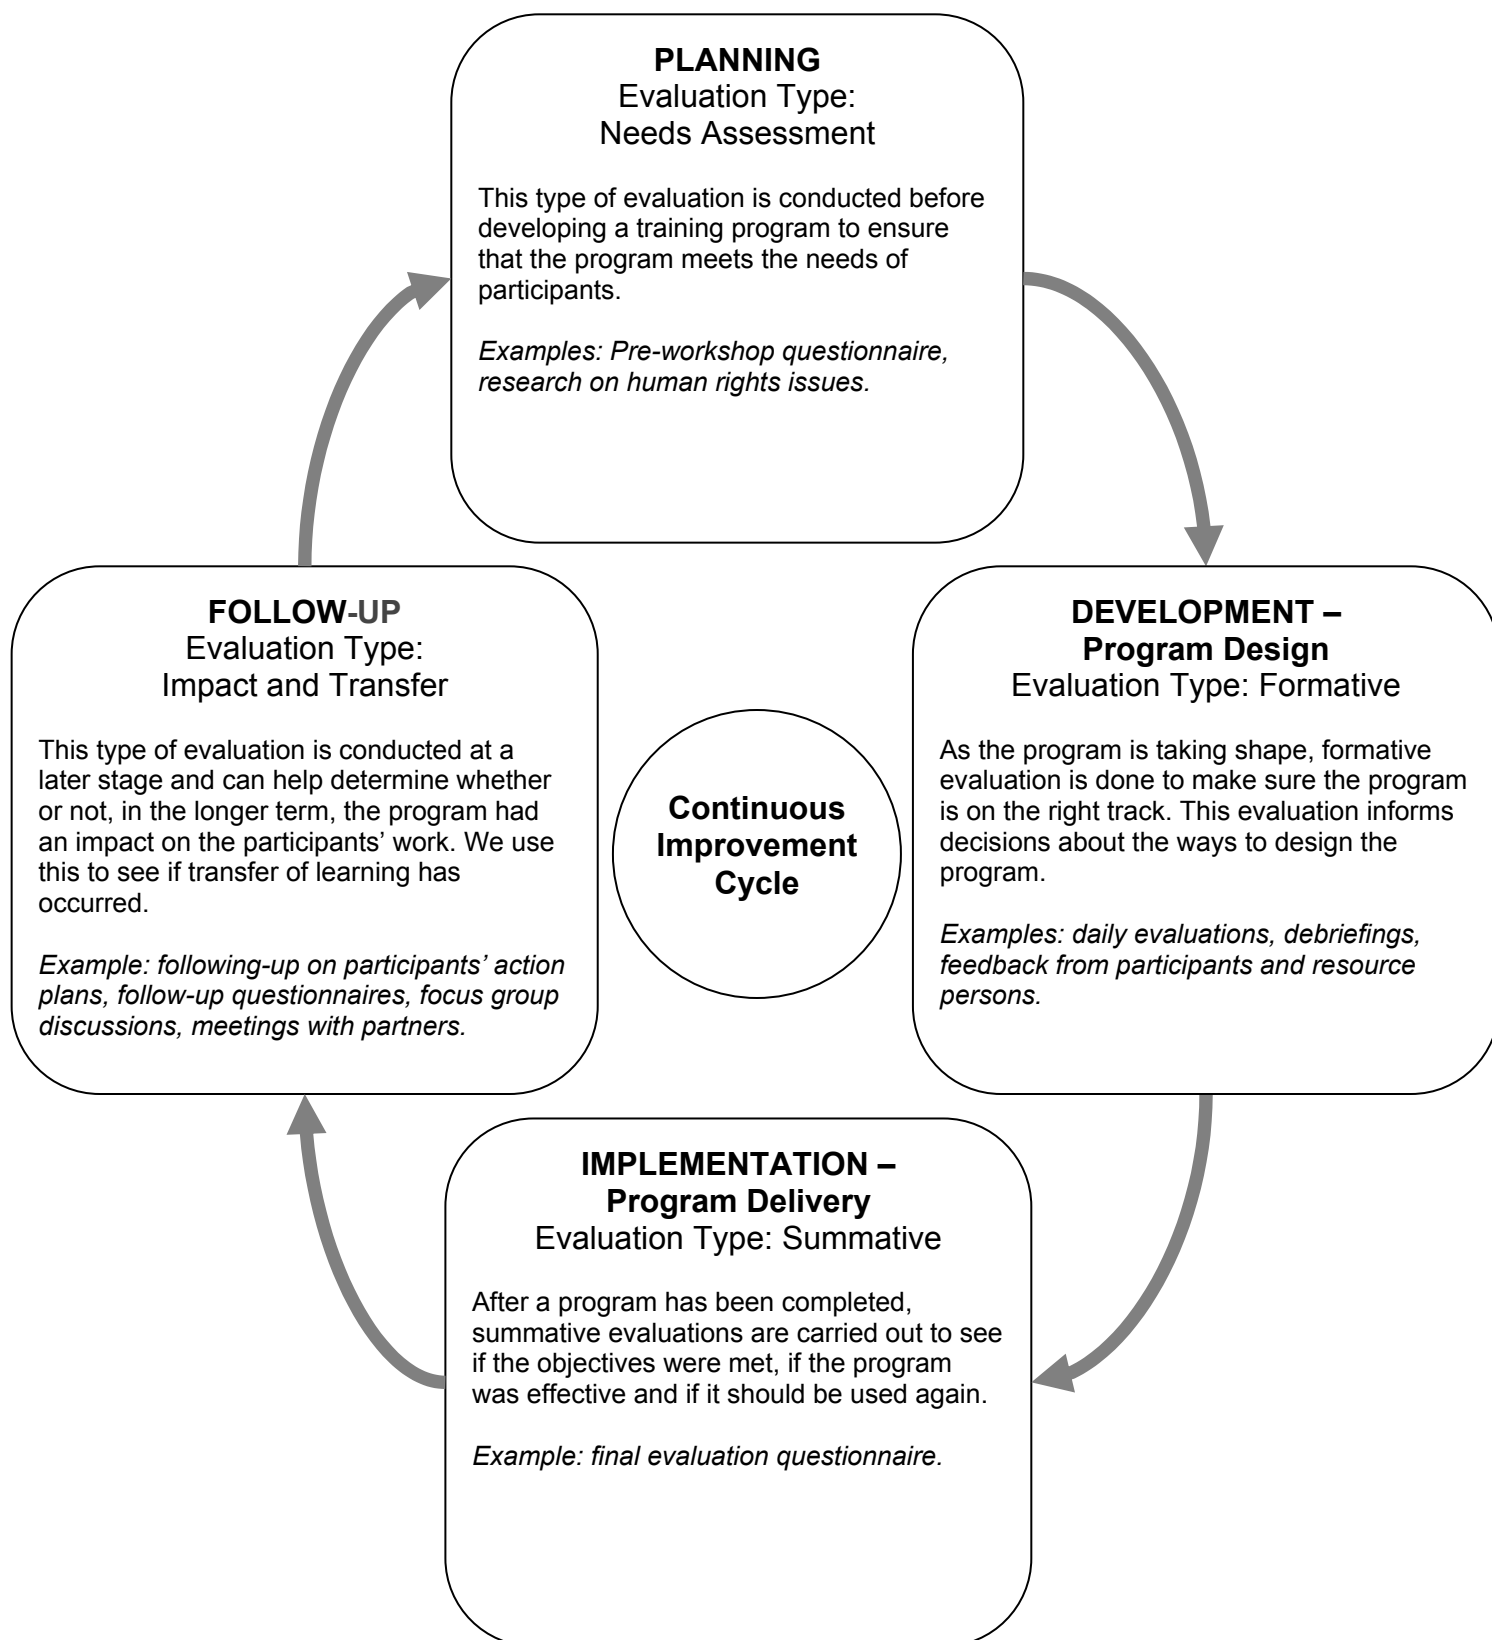 PLANNING
Evaluation Type:
Needs Assessment
This type of evaluation is conducted before
developing a training program to ensure
that the program meets the needs of
participants.
Examples: Pre-workshop questionnaire,
research on human rights issues.
FOLLOW-UP
Evaluation Type:
Impact and Transfer
This type of evaluation is conducted at a
later stage and can help determine whether
or not, in the longer term, the program had
an impact on the participants’ work. We use
this to see if transfer of learning has
occurred.
Example: following-up on participants’ action
plans, follow-up questionnaires, focus group
discussions, meetings with partners.
Continuous
Improvement
Cycle
DEVELOPMENT –
Program Design
Evaluation Type: Formative
As the program is taking shape, formative
evaluation is done to make sure the program
is on the right track. This evaluation informs
decisions about the ways to design the
program.
Examples: daily evaluations, debriefings,
feedback from participants and resource
persons.
IMPLEMENTATION –
Program Delivery
Evaluation Type: Summative
After a program has been completed,
summative evaluations are carried out to see
if the objectives were met, if the program
was effective and if it should be used again.
Example: final evaluation questionnaire.